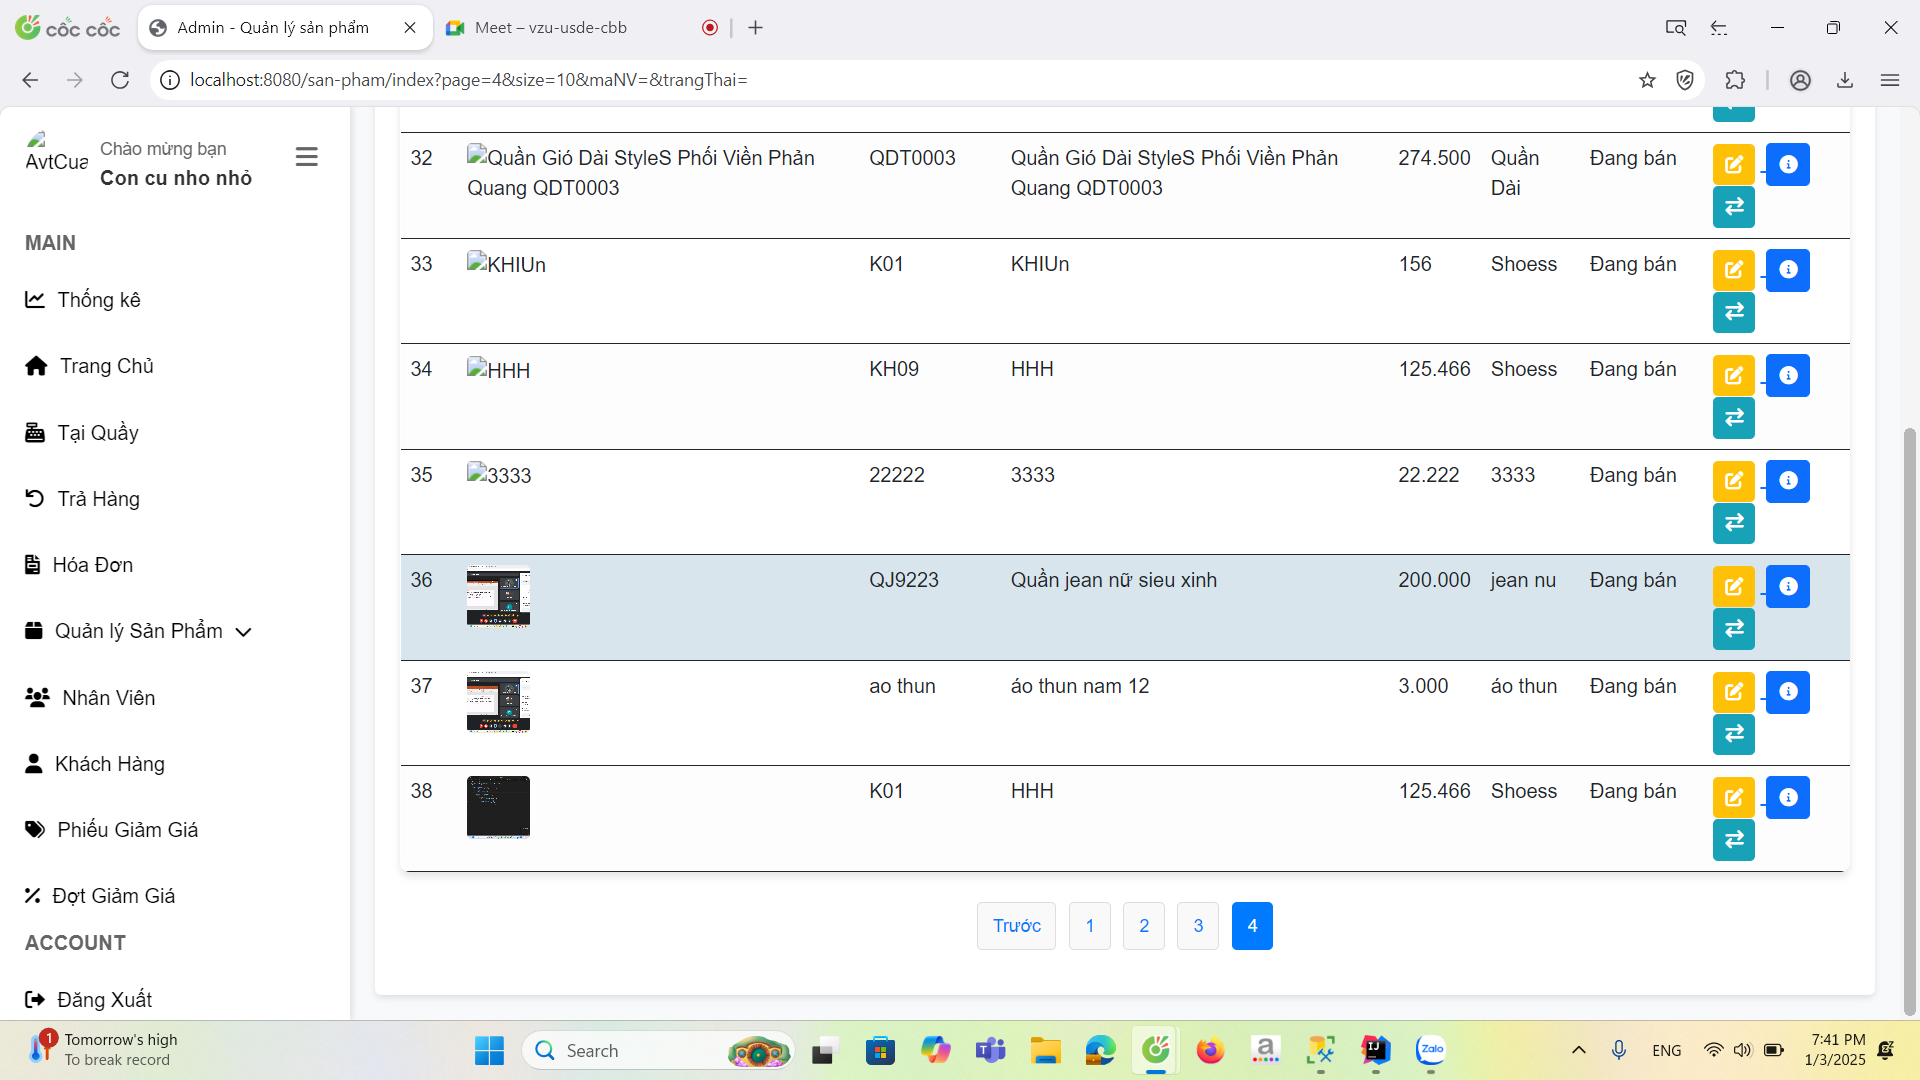 cốc cốc
Admin - Quản lý sản phẩm
Meet – vzu-usde-cbb
localhost:8080/san-pham/index?page=4&size=10&maNV=&trangThai=
AvtCua
Chào mừng bạn
Con cu nho nhỏ
MAIN
Thống kê
Trang Chủ
Tại Quầy
Trả Hàng
Hóa Đơn
Quản lý Sản Phẩm
Nhân Viên
Khách Hàng
Phiếu Giảm Giá
Đợt Giảm Giá
ACCOUNT
Đăng Xuất
32 Quần Gió Dài StyleS Phối Viền Phản QDT0003 Quần Gió Dài StyleS Phối Viền Phản 274.500 Quần Đang bán
Quang QDT0003 Quang QDT0003 Dài
33 KHIUn K01 KHIUn 156 Shoess Đang bán
34 HHH KH09 HHH 125.466 Shoess Đang bán
35 3333 22222 3333 22.222 3333 Đang bán
36 QJ9223 Quần jean nữ sieu xinh 200.000 jean nu Đang bán
37 ao thun áo thun nam 12 3.000 áo thun Đang bán
38 K01 HHH 125.466 Shoess Đang bán
Trước 1 2 3 4
1
Tomorrow's high
To break record
Search
a
IJ
Zalo
ENG
7:41 PM
1/3/2025